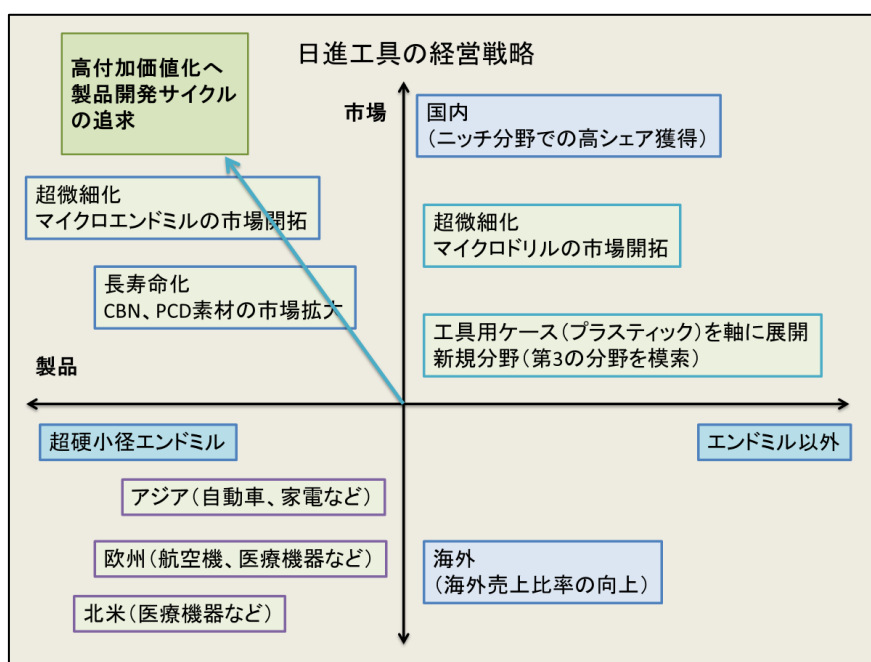 日進工具の経営戦略
高付加価値化へ
製品開発サイクル
の追求
市場
国内
(ニッチ分野での高シェア獲得)
超微細化
マイクロエンドミルの市場開拓
超微細化
マイクロドリルの市場開拓
長寿命化
CBN、PCD素材の市場拡大
工具用ケース(プラスティック)を軸に展開
新規分野(第3の分野を模索)
製品
超硬小径エンドミル
エンドミル以外
アジア(自動車、家電など)
欧州(航空機、医療機器など)
北米(医療機器など)
海外
(海外売上比率の向上)